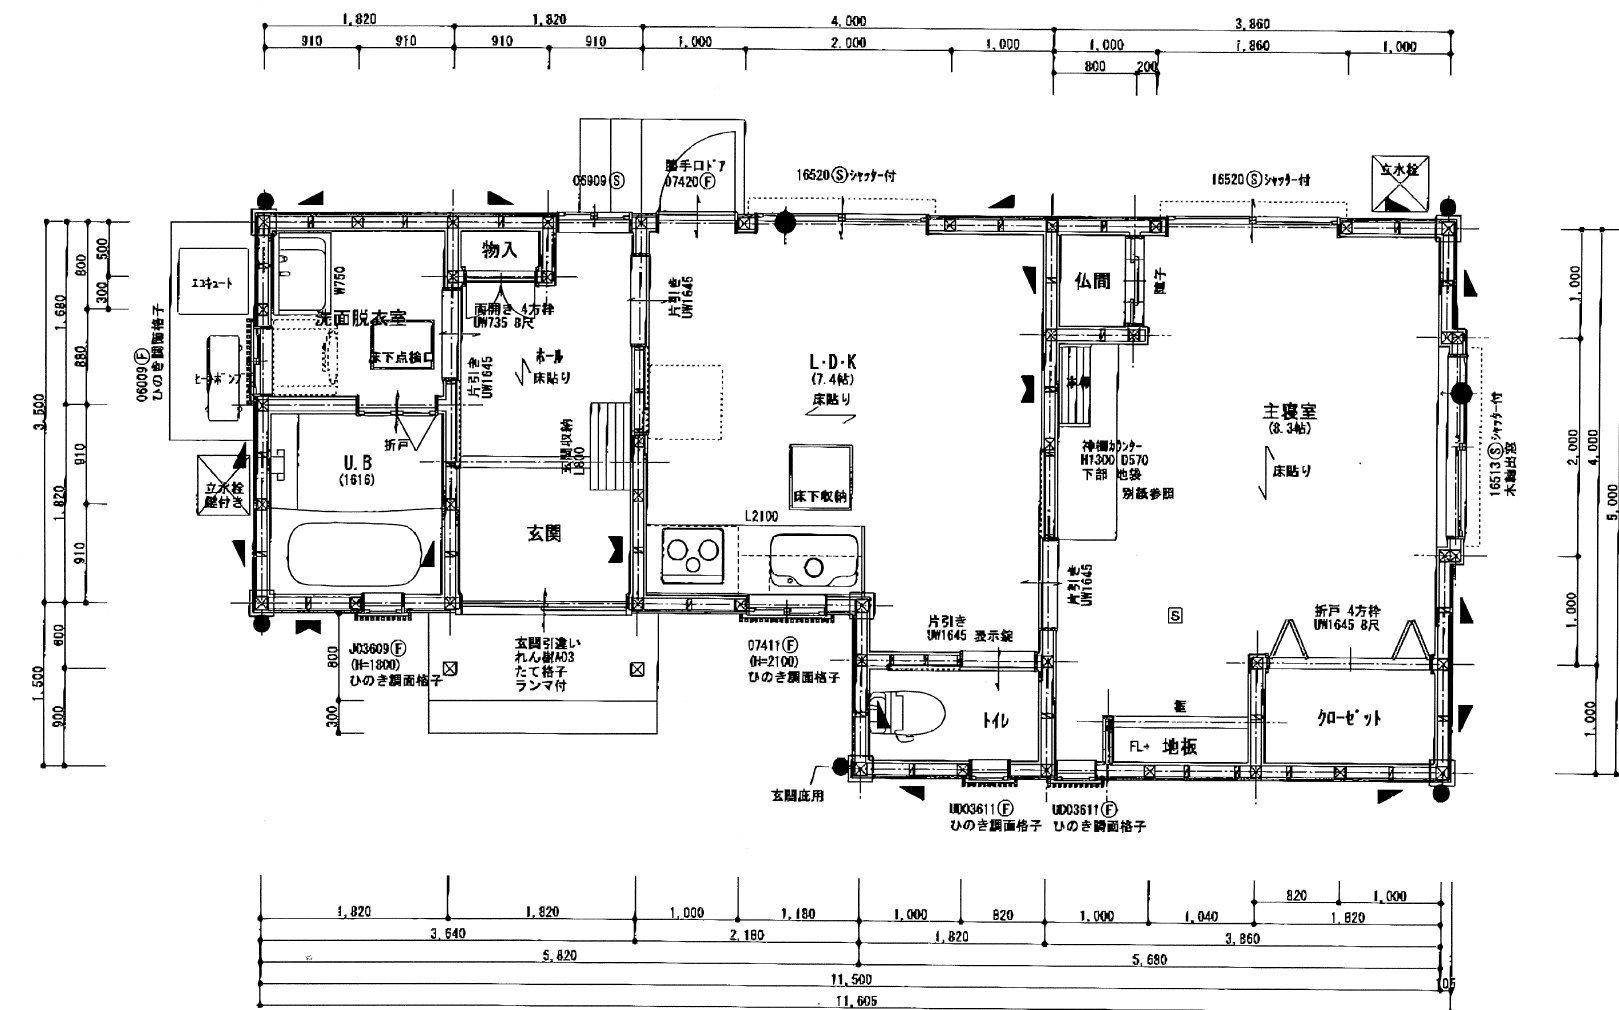 1,820
1,820
4,000
3,860
910
910
910
910
1,000
2,000
1,000
1,000
1,860
1,000
800
200
勝手口ドア
07420Ⓕ
06909Ⓢ
16520Ⓢシャッター付
16520Ⓢシャッター付
立水栓
3,500
1,680
1,820
800
880
910
910
500
300
1,500
600
900
エコキュート
ヒートポンプ
06009Ⓕ
ひのき調面格子
立水栓
壁付き
W750
洗面脱衣室
床下点検口
物入
両開き 4方枠
UW735 8尺
片引き
UW1645
ホール
床貼り
片引き
UW1645
折戸
U.B
(1616)
玄関収納
L800
玄関
L・D・K
(7.4帖)
床貼り
床下収納
L2100
仏間
障子
本棚
神棚カウンター
H1300 D570
下部 地袋
別紙参照
主寝室
(8.3帖)
床貼り
片引き
UW1645
16513Ⓢシャッター付
木製出窓
1,000
2,000
1,000
1,000
4,000
5,000
S
折戸 4方枠
UW1645 8尺
片引き
UW1645 表示錠
トイレ
框
FL+
地板
クローゼット
J03609Ⓕ
(H=1800)
ひのき調面格子
800
300
玄関引違い
れん樹A03
たて格子
ランマ付
07411Ⓕ
(H=2100)
ひのき調面格子
玄関庇用
UD03611Ⓕ
ひのき調面格子
UD03611Ⓕ
ひのき調面格子
820
1,000
1,820
1,820
1,000
1,180
1,000
820
1,000
1,040
1,820
3,640
2,180
1,820
3,860
5,820
5,680
11,500
105
11,605